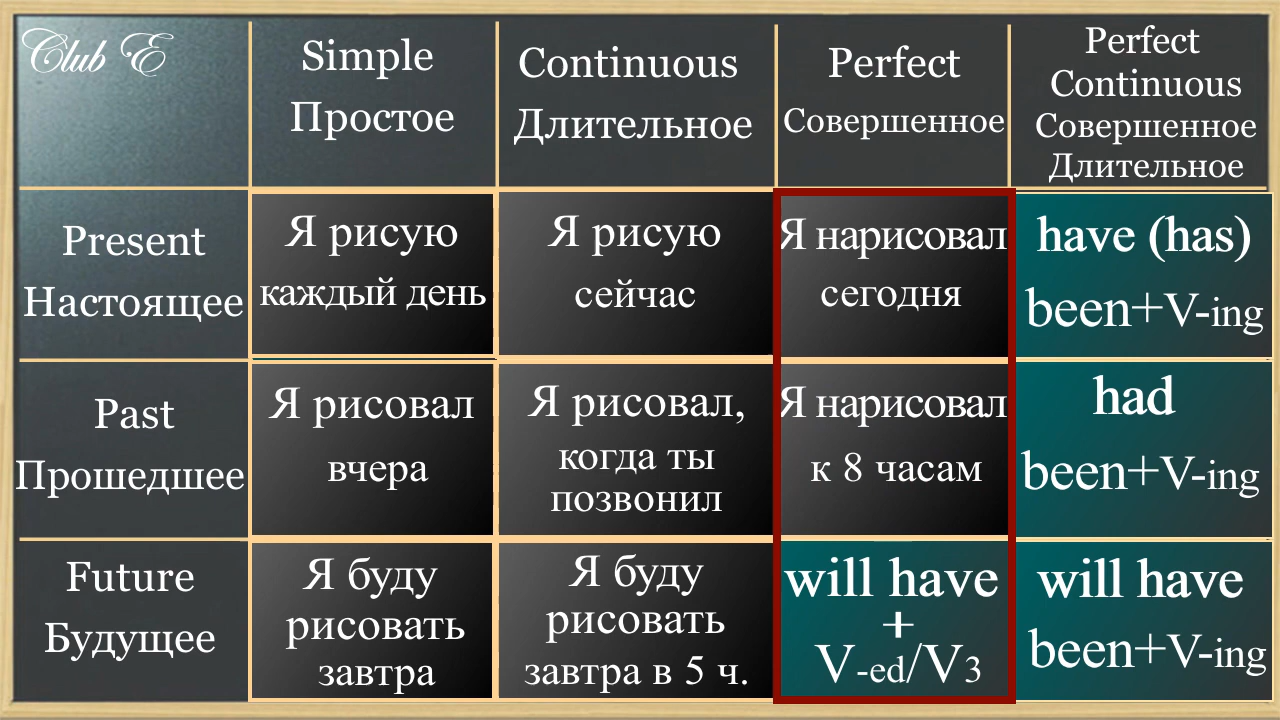 Club E
Simple
Простое
Continuous
Длительное
Perfect
Совершенное
Perfect
Continuous
Совершенное
Длительное
Present
Настоящее
Я рисую
каждый день
Я рисую
сейчас
Я нарисовал
сегодня
have (has)
been+V-ing
Past
Прошедшее
Я рисовал
вчера
Я рисовал,
когда ты
позвонил
Я нарисовал
к 8 часам
had
been+V-ing
Future
Будущее
Я буду
рисовать
завтра
Я буду
рисовать
завтра в 5 ч.
will have
+
V-ed/V3
will have
been+V-ing